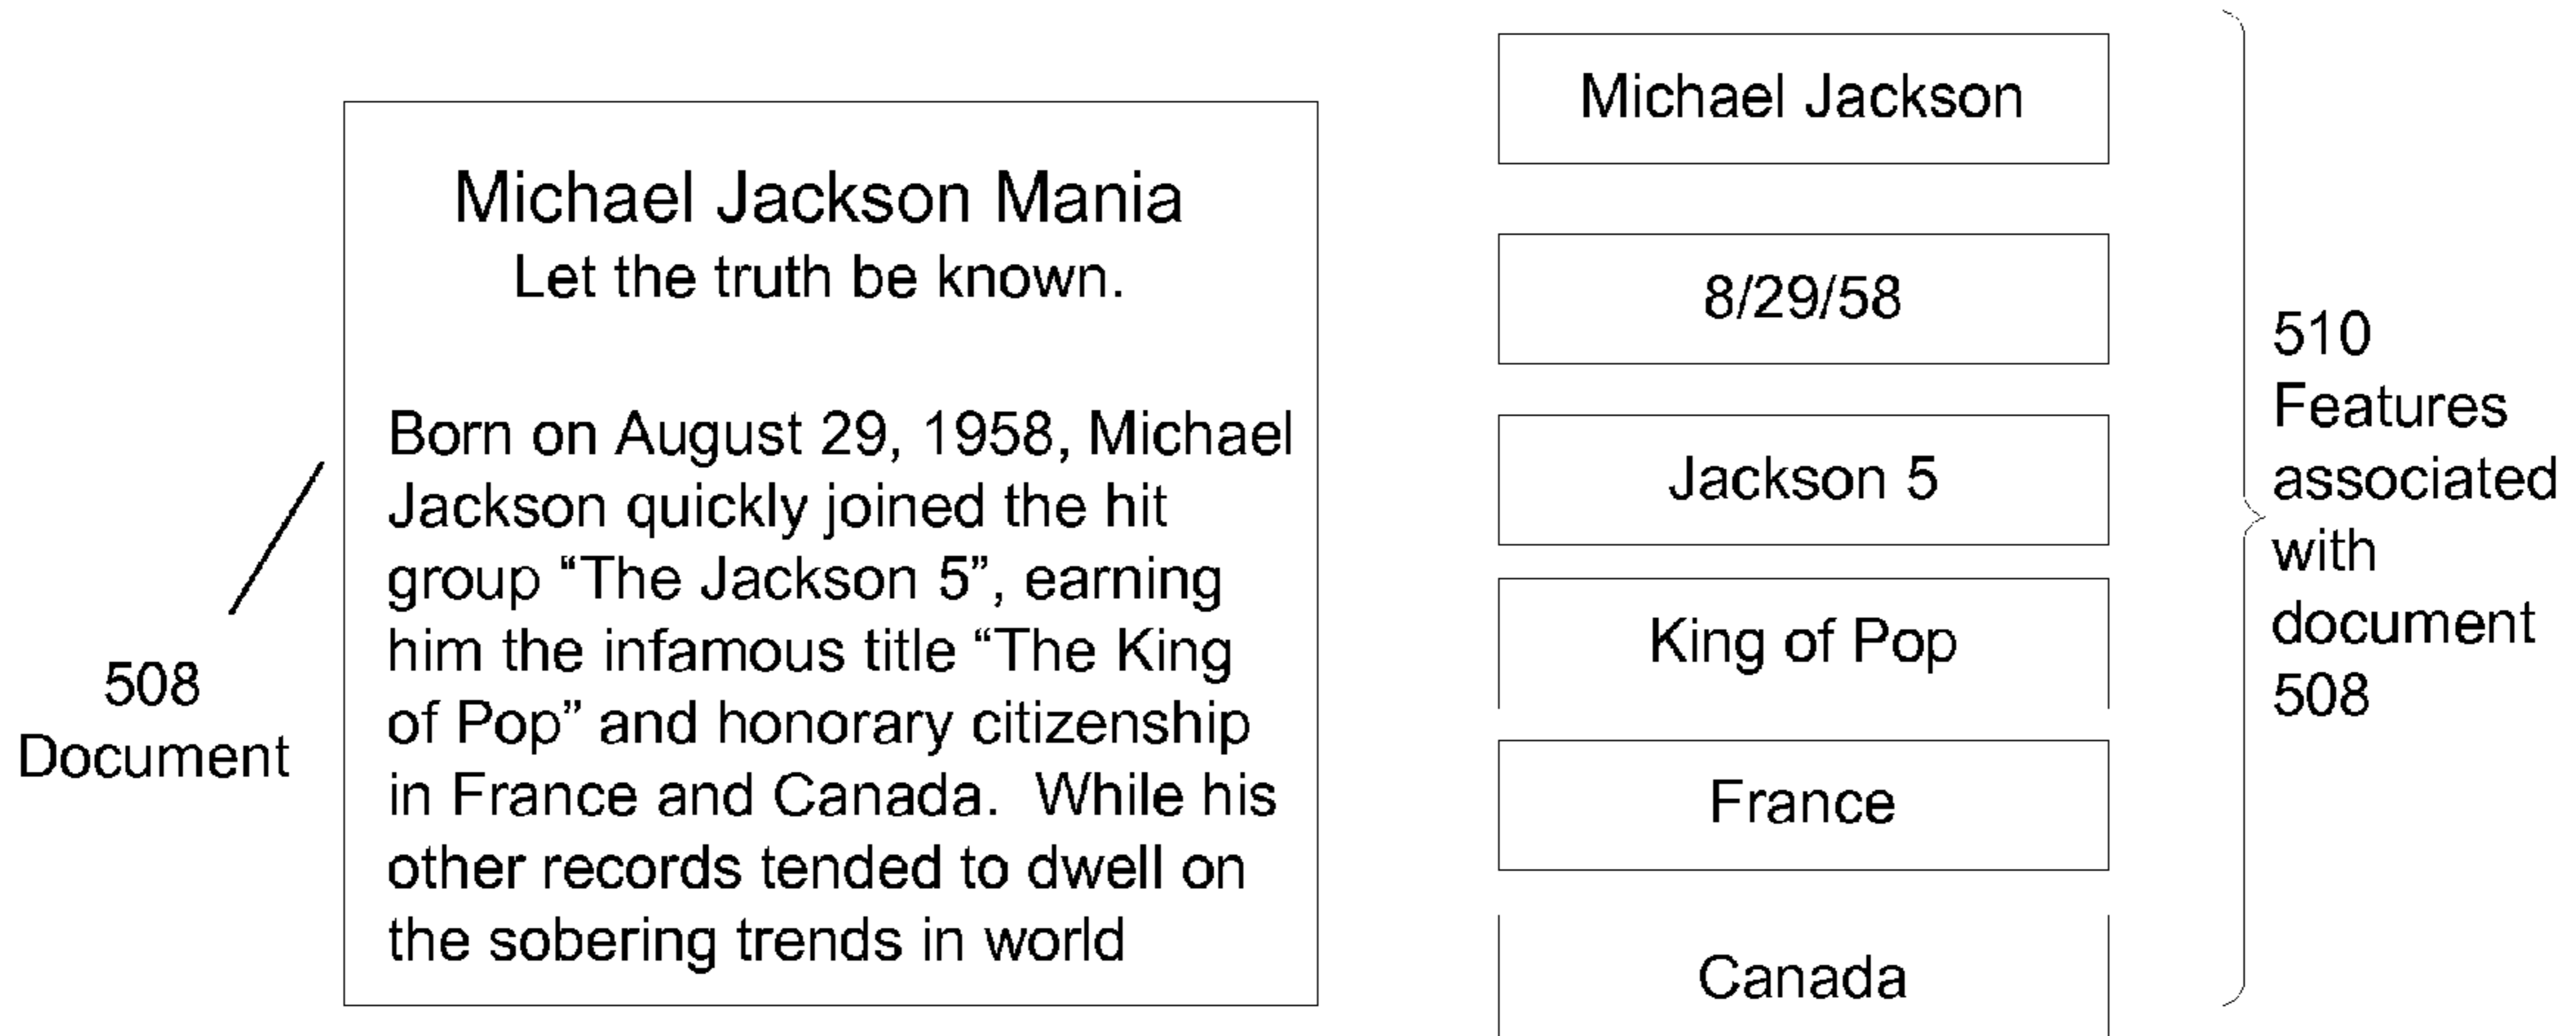 508
Document
Michael Jackson Mania
Let the truth be known.
Born on August 29, 1958, Michael
Jackson quickly joined the hit
group “The Jackson 5”, earning
him the infamous title “The King
of Pop” and honorary citizenship
in France and Canada.  While his
other records tended to dwell on
the sobering trends in world
Michael Jackson
8/29/58
Jackson 5
King of Pop
France
Canada
510
Features
associated
with
document
508